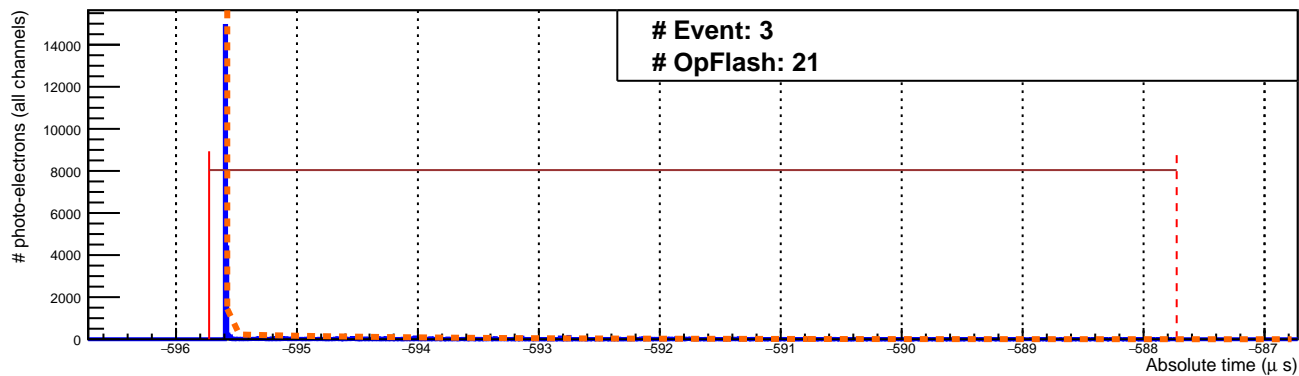 # Event: 3
# OpFlash: 21
# photo-electrons (all channels)
14000
12000
10000
8000
6000
4000
2000
0
−596 −595 −594 −593 −592 −591 −590 −589 −588 −587
Absolute time (μ s)